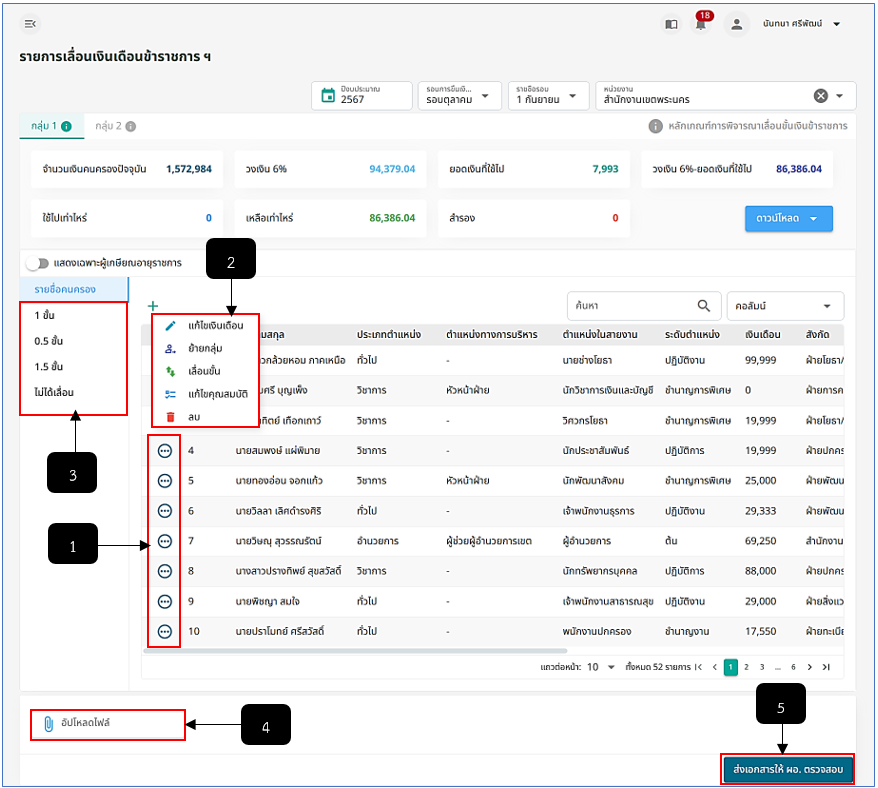 18
นันทนา ศรีพัฒน์
รายการเลื่อนเงินเดือนข้าราชการ ฯ
ปีงบประมาณ
2567
รอบการขึ้นเงิ...
รอบตุลาคม
รายชื่อรอบ
1 กันยายน
หน่วยงาน
สำนักงานเขตพระนคร
กลุ่ม 1
กลุ่ม 2
หลักเกณฑ์การพิจารณาเลื่อนขั้นเงินข้าราชการ
จำนวนเงินคนครองปัจจุบัน 1,572,984
วงเงิน 6% 94,379.04
ยอดเงินที่ใช้ไป 7,993
วงเงิน 6%-ยอดเงินที่ใช้ไป 86,386.04
ใช้ไปเท่าไหร่ 0
เหลือเท่าไหร่ 86,386.04
สำรอง 0
ดาวน์โหลด
แสดงเฉพาะผู้เกษียณอายุราชการ
2
รายชื่อคนครอง
1 ขั้น
0.5 ขั้น
1.5 ขั้น
ไม่ได้เลื่อน
3
1
ค้นหา
คอลัมน์
แก้ไขเงินเดือน
ย้ายกลุ่ม
เลื่อนขั้น
แก้ไขคุณสมบัติ
ลบ
มสกุล ประเภทตำแหน่ง ตำแหน่งทางการบริหาร ตำแหน่งในสายงาน ระดับตำแหน่ง เงินเดือน สังกัด
วกล้วยหอม ภาคเหนือ ทั่วไป - นายช่างโยธา ปฏิบัติงาน 99,999 ฝ่ายโยธา/
ศรี บุญเพ็ง วิชาการ หัวหน้าฝ่าย นักวิชาการเงินและบัญชี ชำนาญการพิเศษ 0 ฝ่ายการค
ทิตย์ เทือกเถาว์ วิชาการ - วิศวกรโยธา ชำนาญการพิเศษ 19,999 ฝ่ายโยธา/
4 นายสมพงษ์ แผ่พิมาย วิชาการ - นักประชาสัมพันธ์ ปฏิบัติการ 19,999 ฝ่ายปกคร
5 นายทองอ่อน จอกแก้ว วิชาการ หัวหน้าฝ่าย นักพัฒนาสังคม ชำนาญการพิเศษ 25,000 ฝ่ายพัฒน
6 นายวิลลา เลิศดำรงศิริ ทั่วไป - เจ้าพนักงานธุรการ ปฏิบัติงาน 29,333 ฝ่ายพัฒน
7 นายวิษณุ สุวรรณรัตน์ อำนวยการ ผู้ช่วยผู้อำนวยการเขต ผู้อำนวยการ ต้น 69,250 สำนักงาน
8 นางสาวปรางทิพย์ สุขสวัสดิ์ วิชาการ - นักทรัพยากรบุคคล ปฏิบัติการ 88,000 ฝ่ายปกคร
9 นายพิชญา สมใจ ทั่วไป - เจ้าพนักงานสาธารณสุข ปฏิบัติงาน 29,000 ฝ่ายสิ่งแว
10 นายปราโมทย์ ศรีสวัสดิ์ ทั่วไป - พนักงานปกครอง ชำนาญงาน 17,550 ฝ่ายทะเบี
แถวต่อหน้า: 10 ทั้งหมด 52 รายการ 1 2 3 ... 6
อัปโหลดไฟล์
4
5
ส่งเอกสารให้ ผอ. ตรวจสอบ